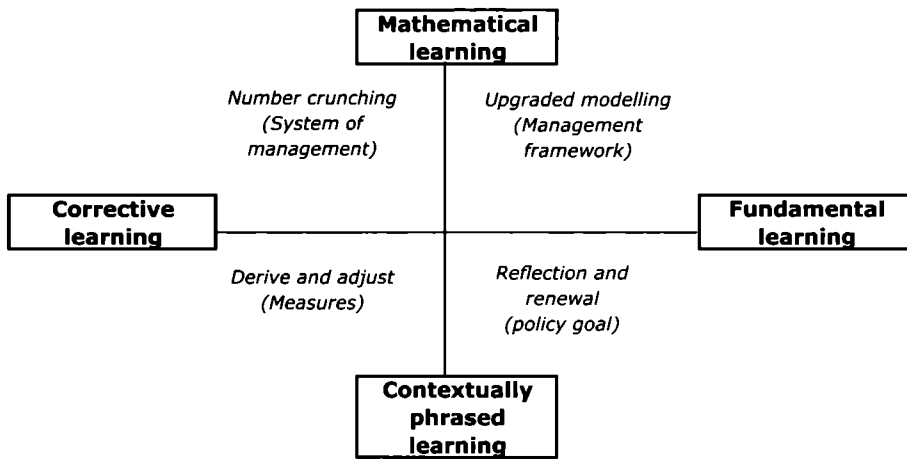 Mathematical
learning
Number crunching
(System of
management)
Upgraded modelling
(Management
framework)
Corrective
learning
Fundamental
learning
Derive and adjust
(Measures)
Reflection and
renewal
(policy goal)
Contextually
phrased
learning